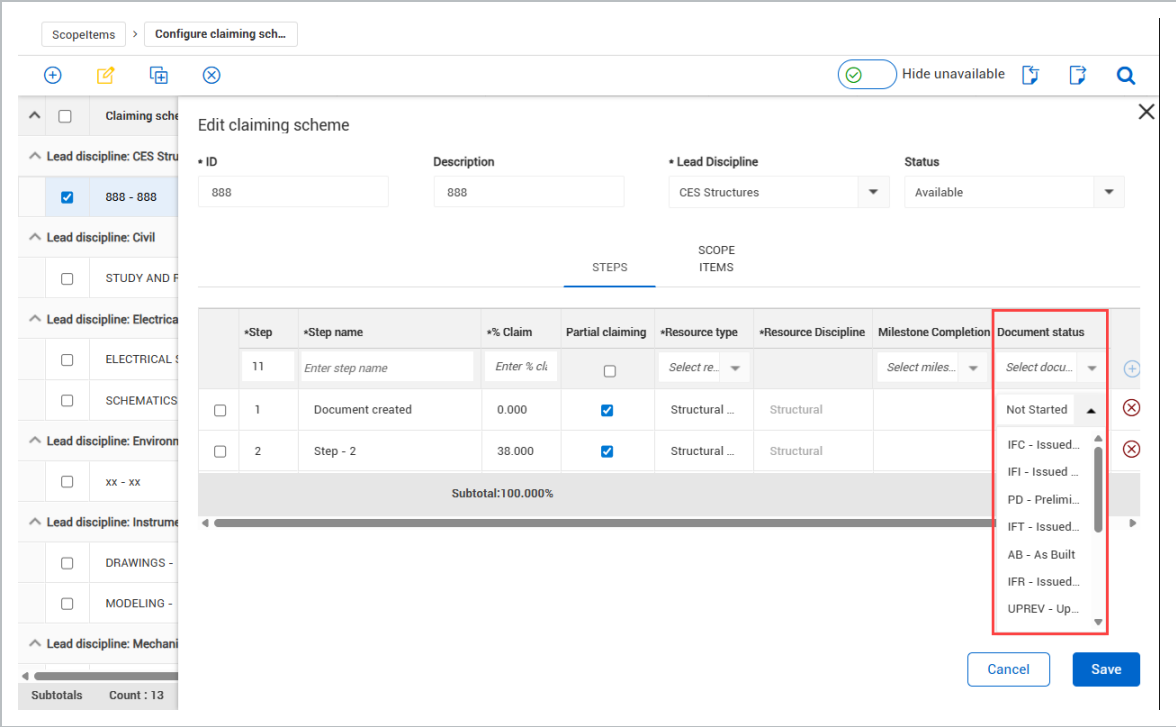 ScopeItems > Configure claiming sch...
Hide unavailable
Claiming sche
Edit claiming scheme
Lead discipline: CES Stru
* ID
Description
* Lead Discipline
Status
888 - 888
888
888
CES Structures
Available
Lead discipline: Civil
STUDY AND
STEPS
SCOPE
ITEMS
Lead discipline: Electrica
ELECTRICAL
SCHEMATICS
Lead discipline: Environ
xx - xx
Lead discipline: Instrume
DRAWINGS -
MODELING -
Lead discipline: Mechani
Subtotals Count : 13
*Step *Step name *% Claim Partial claiming *Resource type *Resource Discipline Milestone Completion Document status
11 Enter step name Enter % cl Select re... Select miles... Select docu...
1 Document created 0.000 Structural ... Structural Not Started
2 Step - 2 38.000 Structural ... Structural
Subtotal:100.000%
IFC - Issued...
IFI - Issued ...
PD - Prelimi...
IFT - Issued...
AB - As Built
IFR - Issued...
UPREV - Up...
Cancel
Save